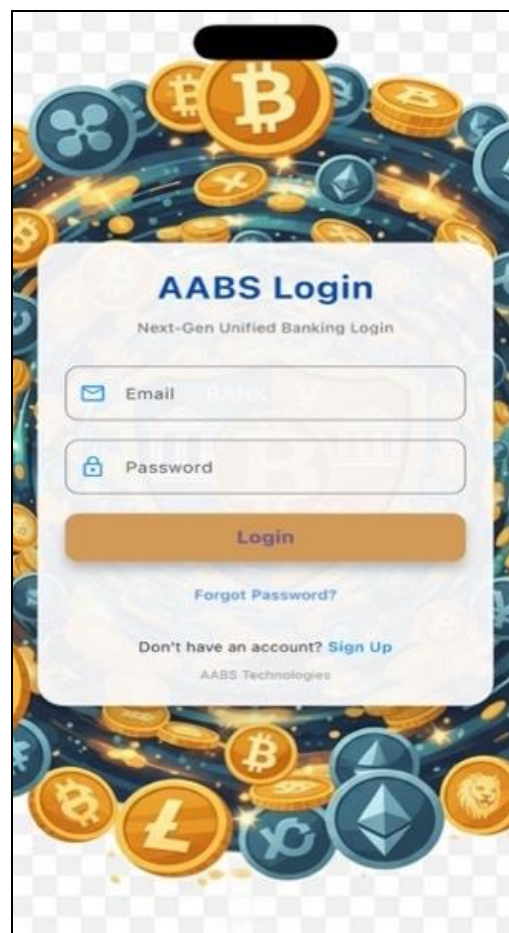 AABS Login
Next-Gen Unified Banking Login
BANK
Email
Password
Login
Forgot Password?
Don't have an account? Sign Up
AABS Technologies